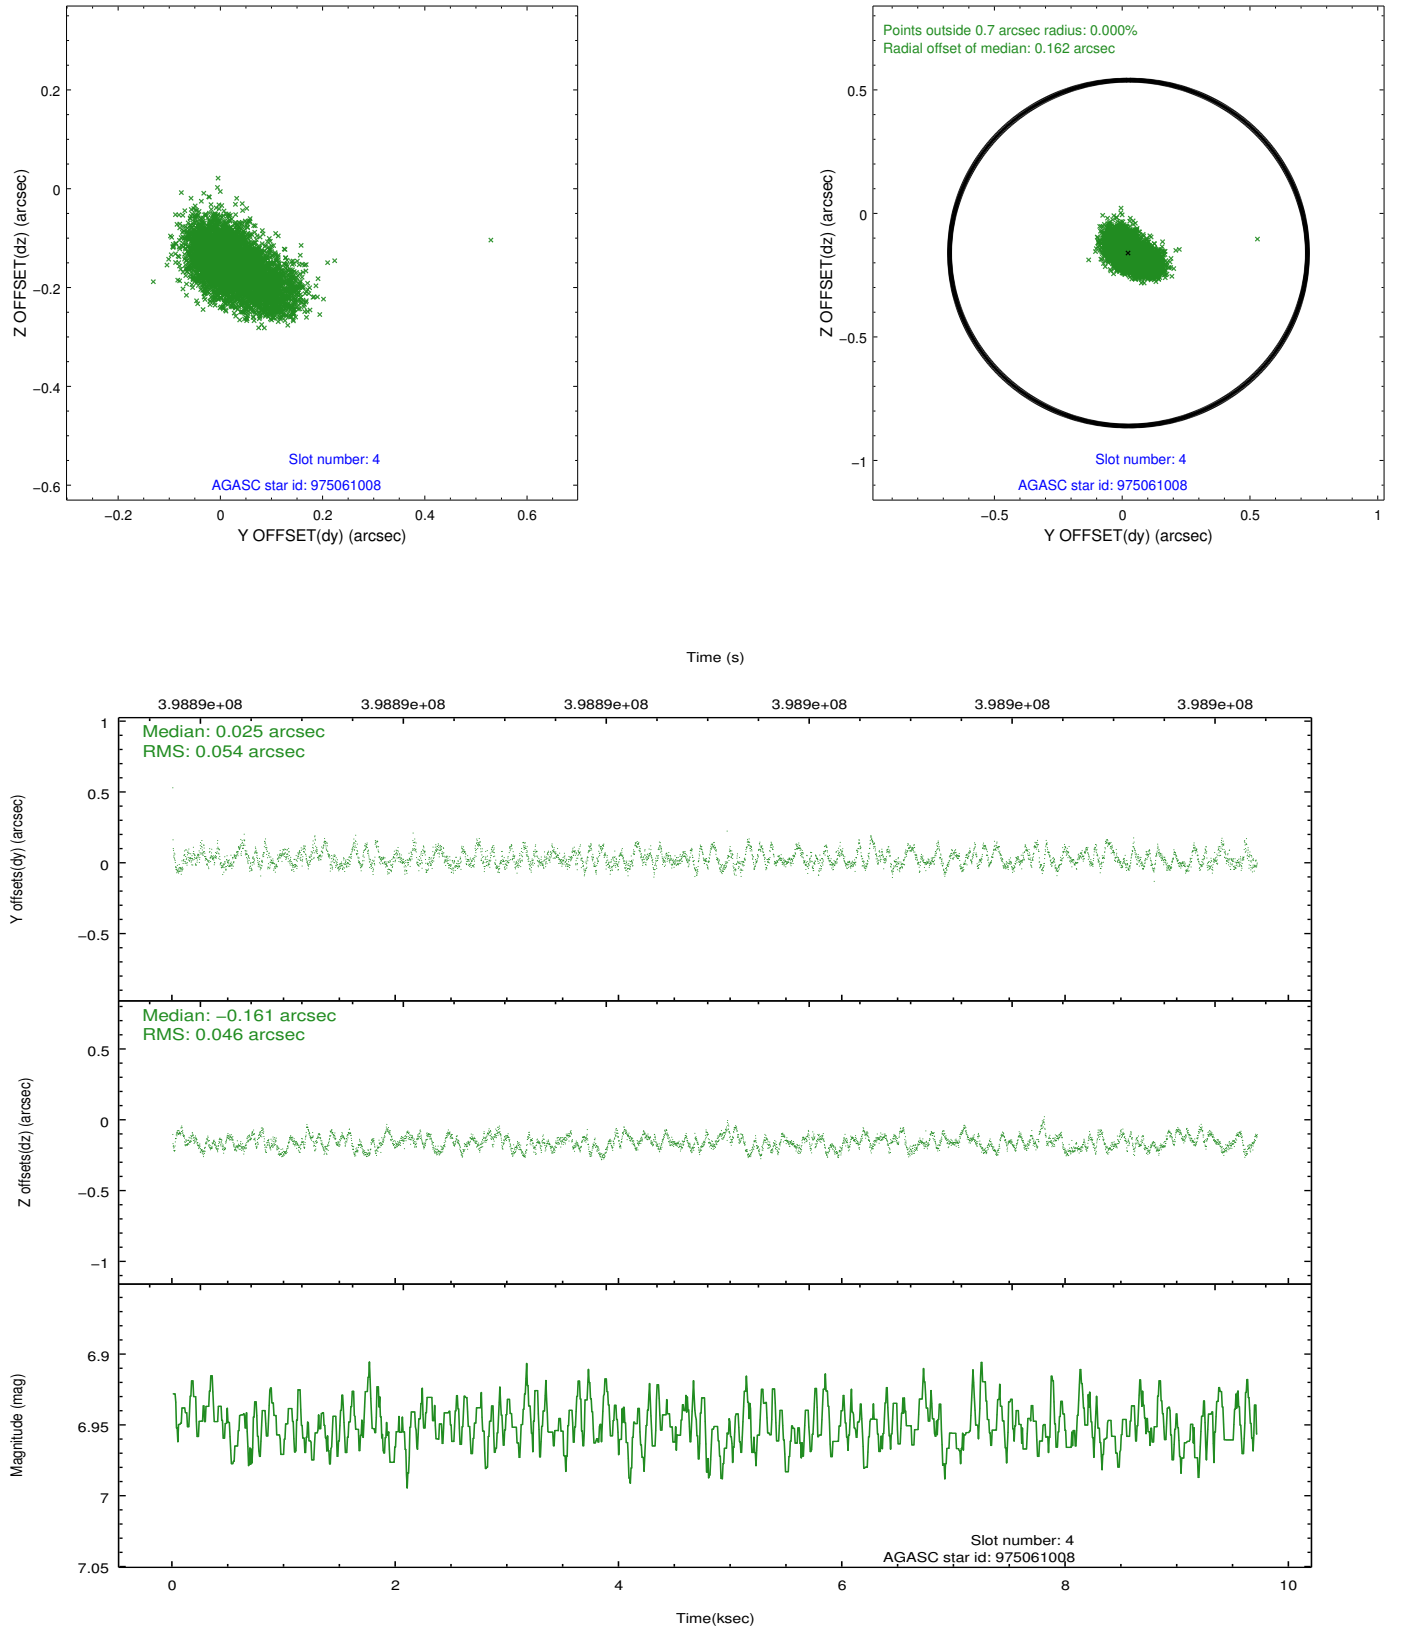 0.2
0
−0.2
−0.4
−0.6
Z OFFSET(dz) (arcsec)
Slot number: 4
AGASC star id: 975061008
−0.2 0 0.2 0.4 0.6
Y OFFSET(dy) (arcsec)
Points outside 0.7 arcsec radius: 0.000%
Radial offset of median: 0.162 arcsec
0.5
0
−0.5
−1
Z OFFSET(dz) (arcsec)
Slot number: 4
AGASC star id: 975061008
−0.5 0 0.5 1
Y OFFSET(dy) (arcsec)
Time (s)
3.9889e+08 3.9889e+08 3.9889e+08 3.989e+08 3.989e+08 3.989e+08
Median: 0.025 arcsec
RMS: 0.054 arcsec
1
0.5
0
−0.5
Y offsets(dy) (arcsec)
Median: −0.161 arcsec
RMS: 0.046 arcsec
0.5
0
−0.5
−1
Z offsets(dz) (arcsec)
6.9
6.95
7
7.05
Magnitude (mag)
Slot number: 4
AGASC star id: 975061008
0 2 4 6 8 10
Time(ksec)